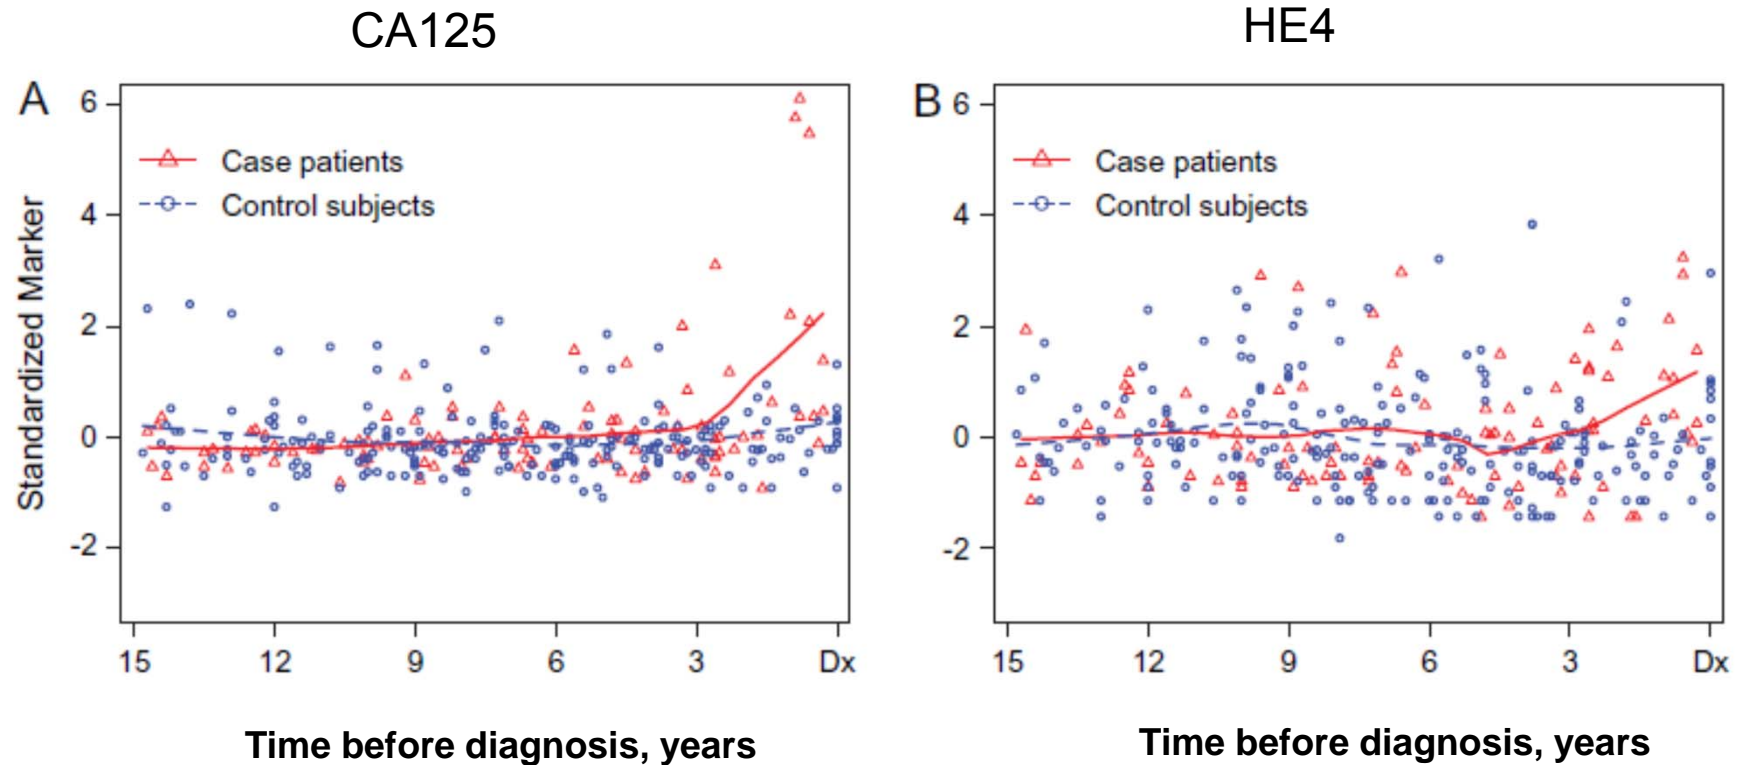 CA125
HE4
A
6
4
2
0
-2
Case patients
Control subjects
Standardized Marker
15 12 9 6 3 Dx
Time before diagnosis, years
B
6
4
2
0
-2
Case patients
Control subjects
15 12 9 6 3 Dx
Time before diagnosis, years